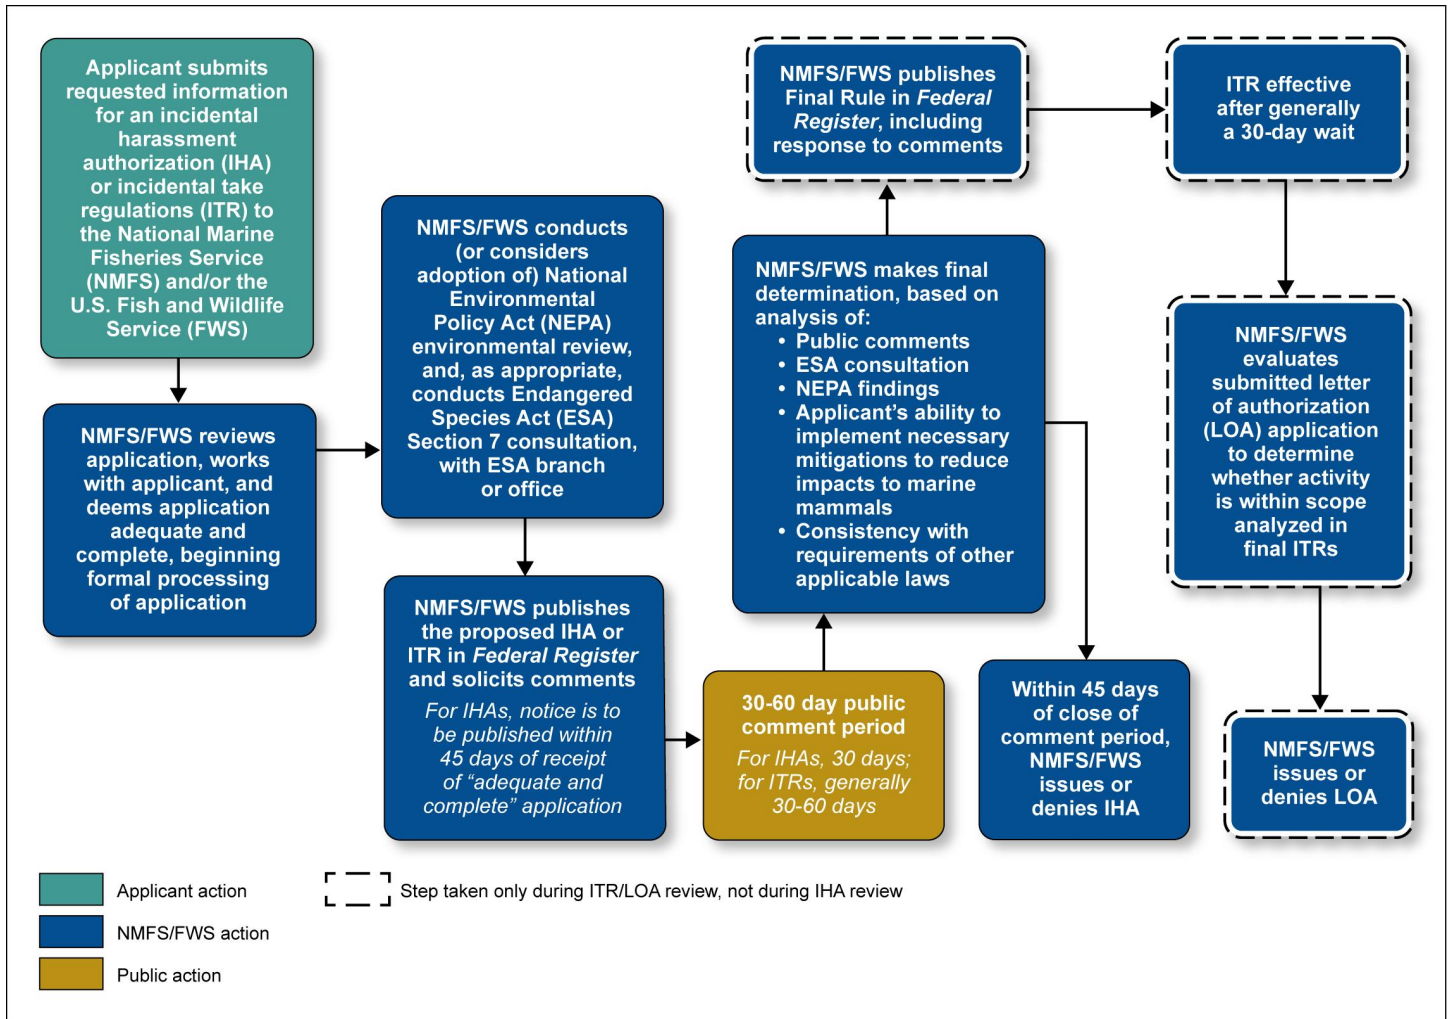 Applicant submits
requested information
for an incidental
harassment
authorization (IHA)
or incidental take
regulations (ITR) to
the National Marine
Fisheries Service
(NMFS) and/or the
U.S. Fish and Wildlife
Service (FWS)
NMFS/FWS reviews
application, works
with applicant, and
deems application
adequate and
complete, beginning
formal processing
of application
NMFS/FWS conducts
(or considers
adoption of) National
Environmental
Policy Act (NEPA)
environmental review,
and, as appropriate,
conducts Endangered
Species Act (ESA)
Section 7 consultation,
with ESA branch
or office
NMFS/FWS publishes
the proposed IHA or
ITR in Federal Register
and solicits comments
For IHAs, notice is to
be published within
45 days of receipt
of “adequate and
complete” application
30-60 day public
comment period
For IHAs, 30 days;
for ITRs, generally
30-60 days
NMFS/FWS makes final
determination, based on
analysis of:
• Public comments
• ESA consultation
• NEPA findings
• Applicant’s ability to
implement necessary
mitigations to reduce
impacts to marine
mammals
• Consistency with
requirements of other
applicable laws
Within 45 days
of close of
comment period,
NMFS/FWS
issues or
denies IHA
NMFS/FWS publishes
Final Rule in Federal
Register, including
response to comments
ITR effective
after generally
a 30-day wait
NMFS/FWS
evaluates
submitted letter
of authorization
(LOA) application
to determine
whether activity
is within scope
analyzed in
final ITRs
NMFS/FWS
issues or
denies LOA
Applicant action
NMFS/FWS action
Public action
Step taken only during ITR/LOA review, not during IHA review